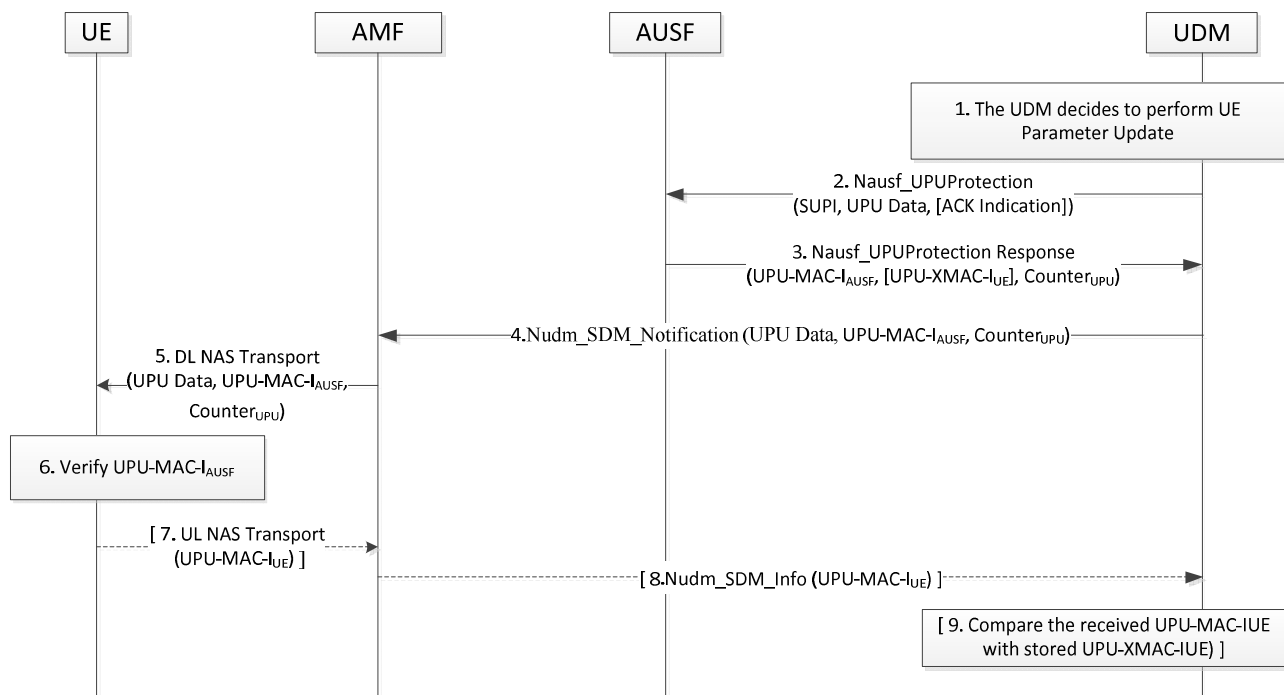 UE
AMF
AUSF
UDM
1. The UDM decides to perform UE
Parameter Update
2. Nausf_UPUProtection
(SUPI, UPU Data, [ACK Indication])
3. Nausf_UPUProtection Response
(UPU-MAC-IAUSF, [UPU-XMAC-IUE], CounterUPU)
4.Nudm_SDM_Notification (UPU Data, UPU-MAC-IAUSF, CounterUPU)
5. DL NAS Transport
(UPU Data, UPU-MAC-IAUSF,
CounterUPU)
6. Verify UPU-MAC-IAUSF
[ 7. UL NAS Transport
(UPU-MAC-IUE) ]
[ 8.Nudm_SDM_Info (UPU-MAC-IUE) ]
[ 9. Compare the received UPU-MAC-IUE
with stored UPU-XMAC-IUE) ]